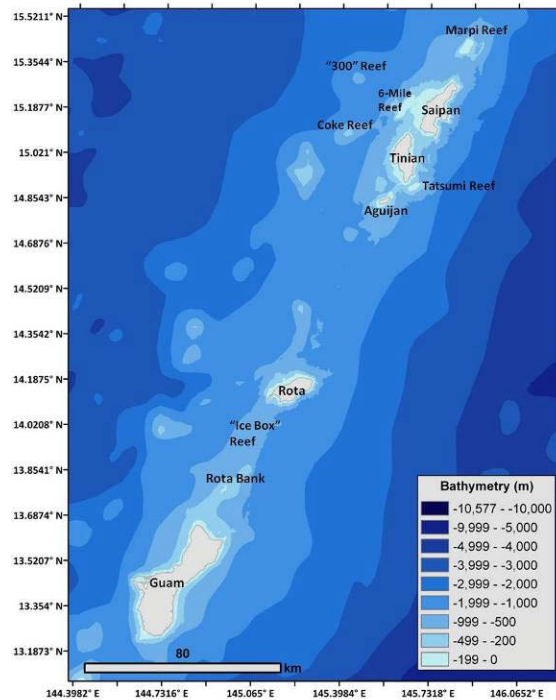 15.5211° N
15.3544° N
15.1877° N
15.021° N
14.8543° N
14.6876° N
14.5209° N
14.3542° N
14.1875° N
14.0208° N
13.8541° N
13.6874° N
13.5207° N
13.354° N
13.1873° N
Marpi Reef
"300" Reef
6-Mile
Reef
Saipan
Coke Reef
Tinian
Tatsumi Reef
Aguijan
Rota
"Ice Box"
Reef
Rota Bank
Guam
Bathymetry (m)
-10,577 - -10,000
-9,999 - -5,000
-4,999 - -4,000
-3,999 - -3,000
-2,999 - -2,000
-1,999 - -1,000
-999 - -500
-499 - -200
-199 - 0
80
km
144.3982° E 144.7316° E 145.065° E 145.3984° E 145.7318° E 146.0652° E